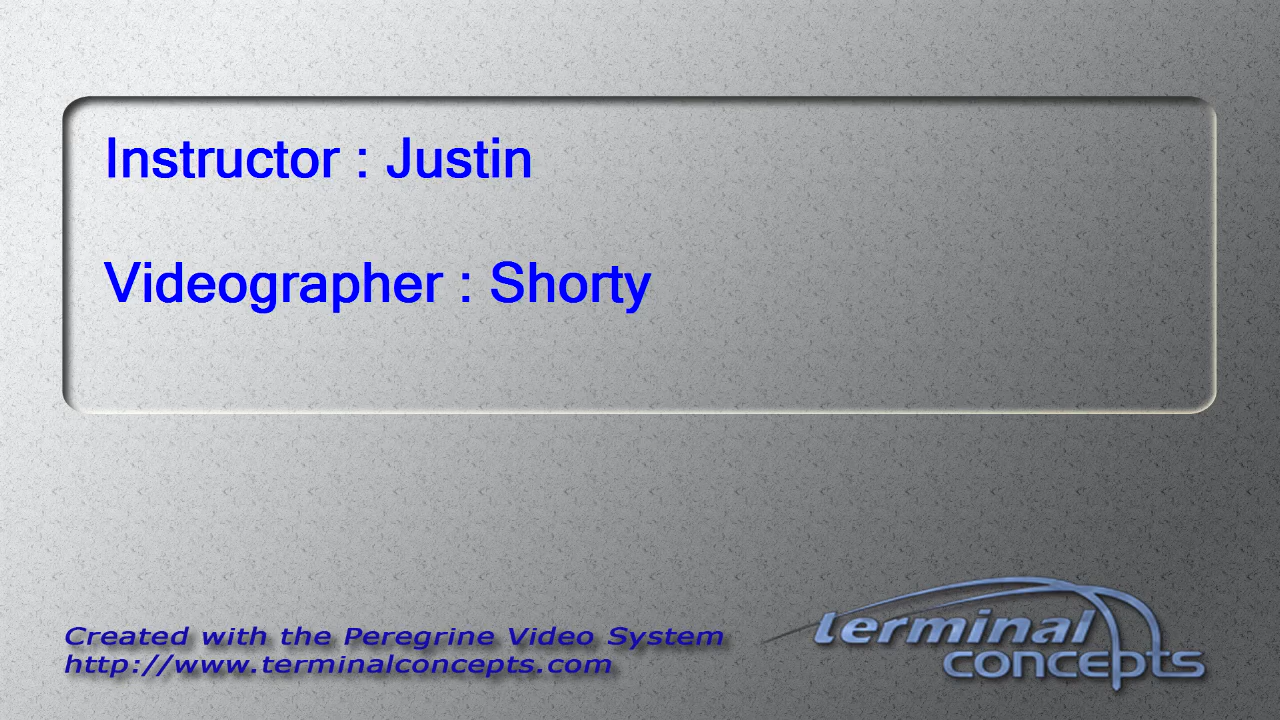 Instructor : Justin
Videographer : Shorty
Created with the Peregrine Video System
http://www.terminalconcepts.com
terminal
concepts